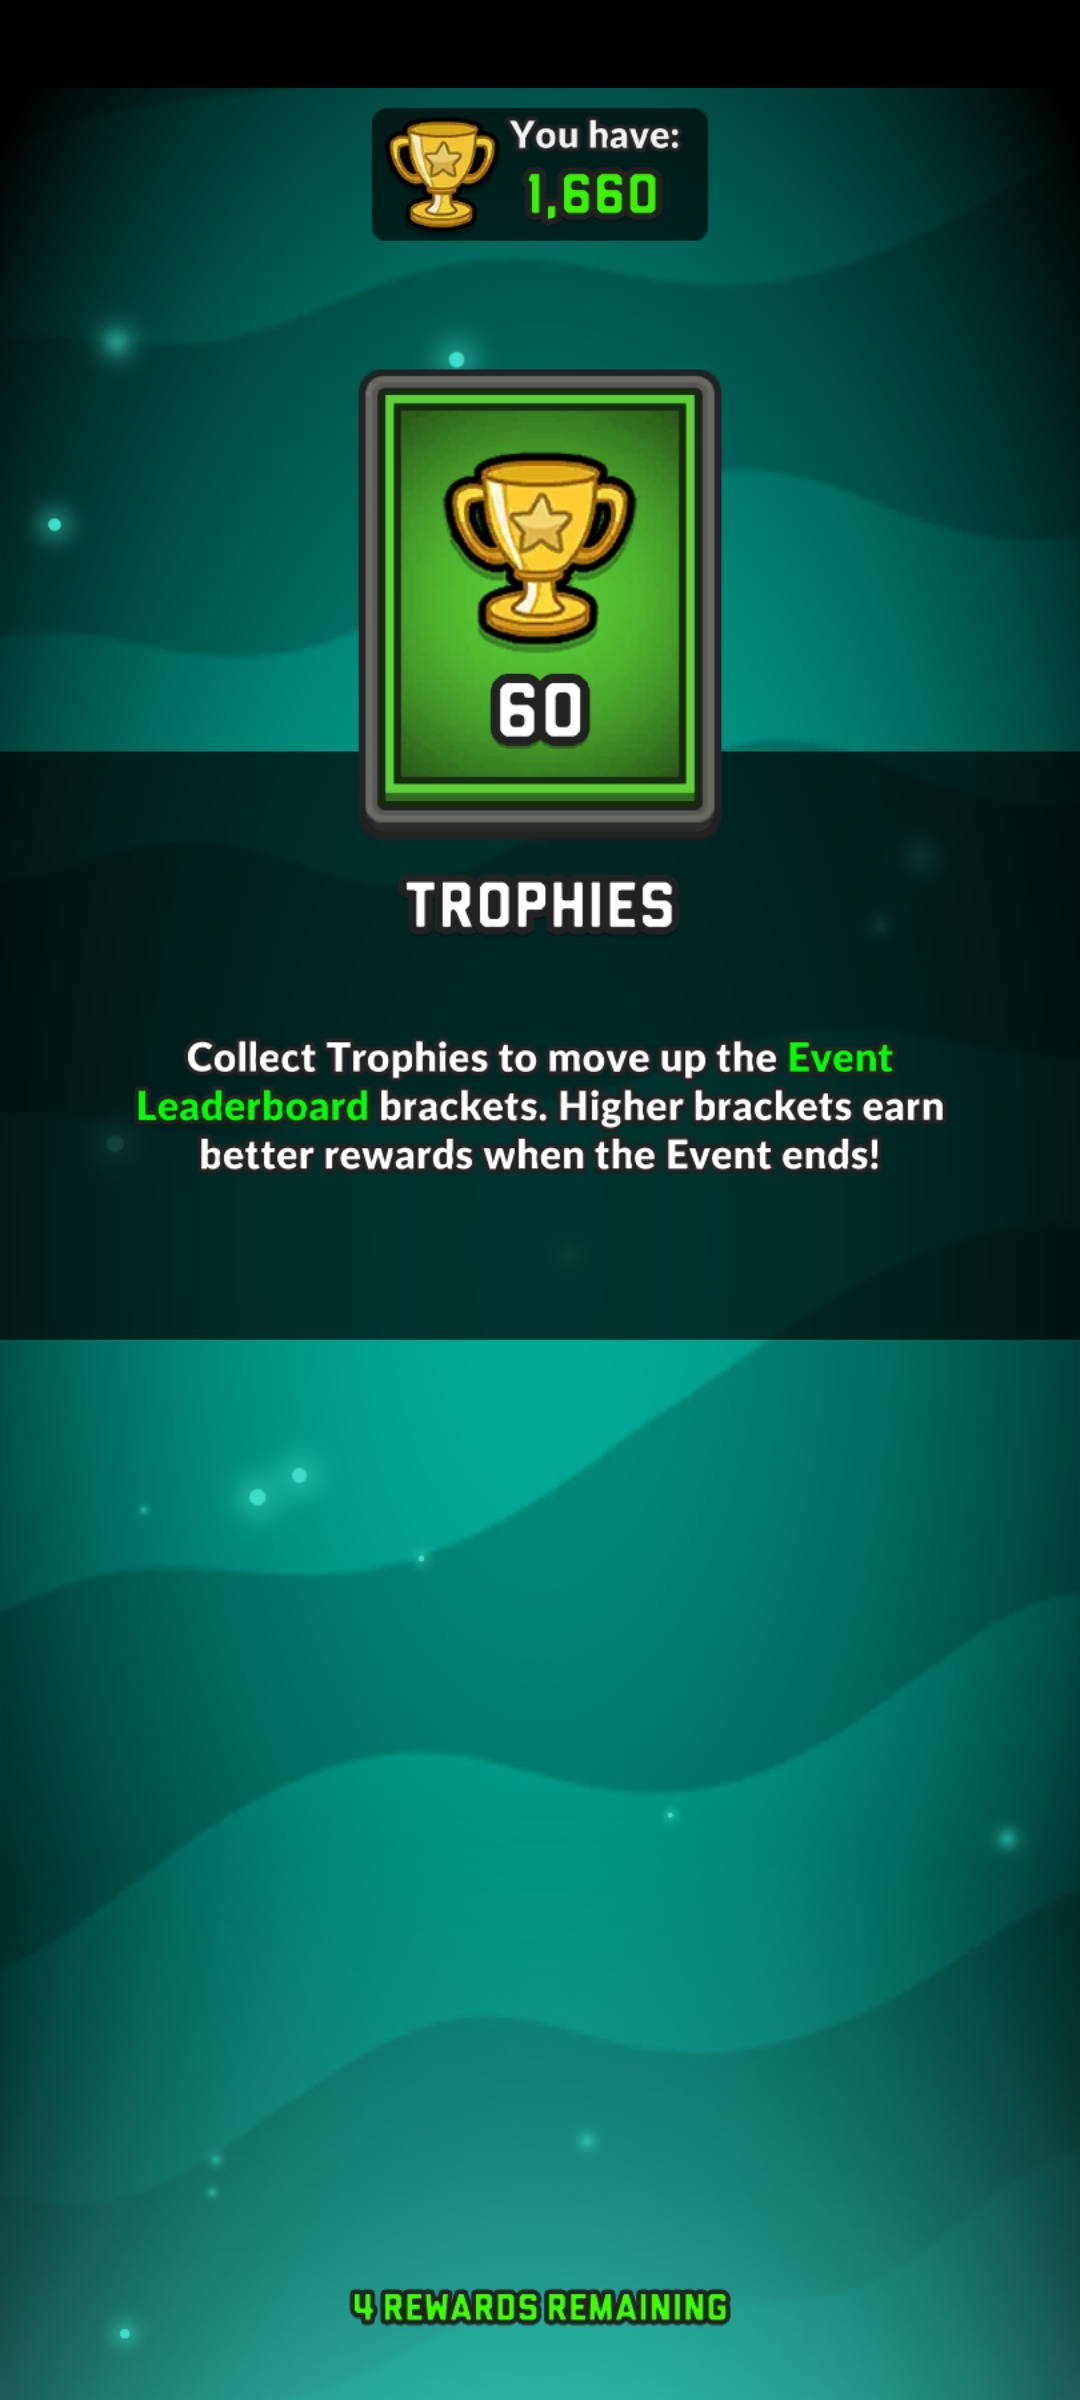 You have:
1,660
60
TROPHIES
Collect Trophies to move up the Event
Leaderboard brackets. Higher brackets earn
better rewards when the Event ends!
4 REWARDS REMAINING